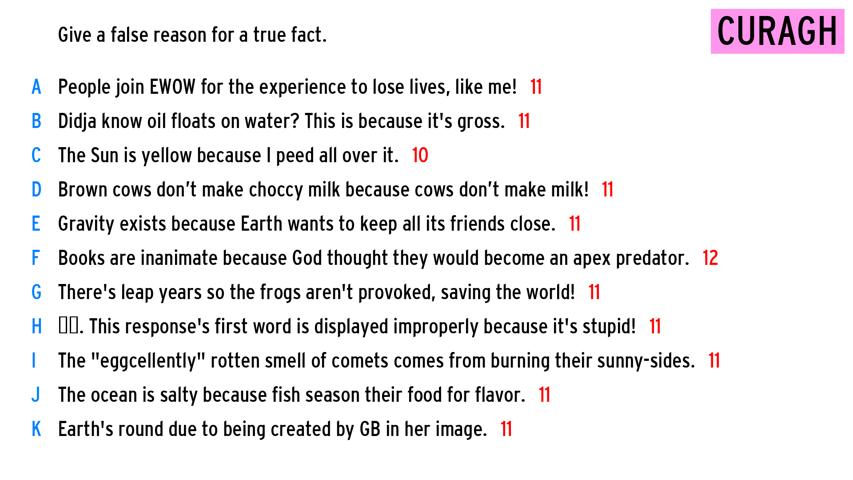 Give a false reason for a true fact.
CURAGH
A People join EWOW for the experience to lose lives, like me! 11
B Didja know oil floats on water? This is because it's gross. 11
C The Sun is yellow because I peed all over it. 10
D Brown cows don’t make choccy milk because cows don’t make milk! 11
E Gravity exists because Earth wants to keep all its friends close. 11
F Books are inanimate because God thought they would become an apex predator. 12
G There's leap years so the frogs aren't provoked, saving the world! 11
H ▯▯. This response's first word is displayed improperly because it's stupid! 11
I The "eggcellently" rotten smell of comets comes from burning their sunny-sides. 11
J The ocean is salty because fish season their food for flavor. 11
K Earth's round due to being created by GB in her image. 11